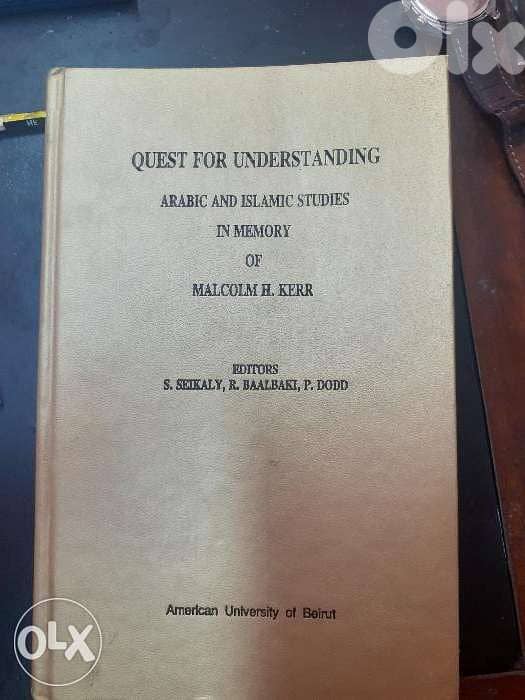 olx
QUEST FOR UNDERSTANDING
ARABIC AND ISLAMIC STUDIES
IN MEMORY
OF
MALCOLM H. KERR
EDITORS
S. SEIKALY, R. BAALBAKI, P. DODD
American University of Beirut
OLX